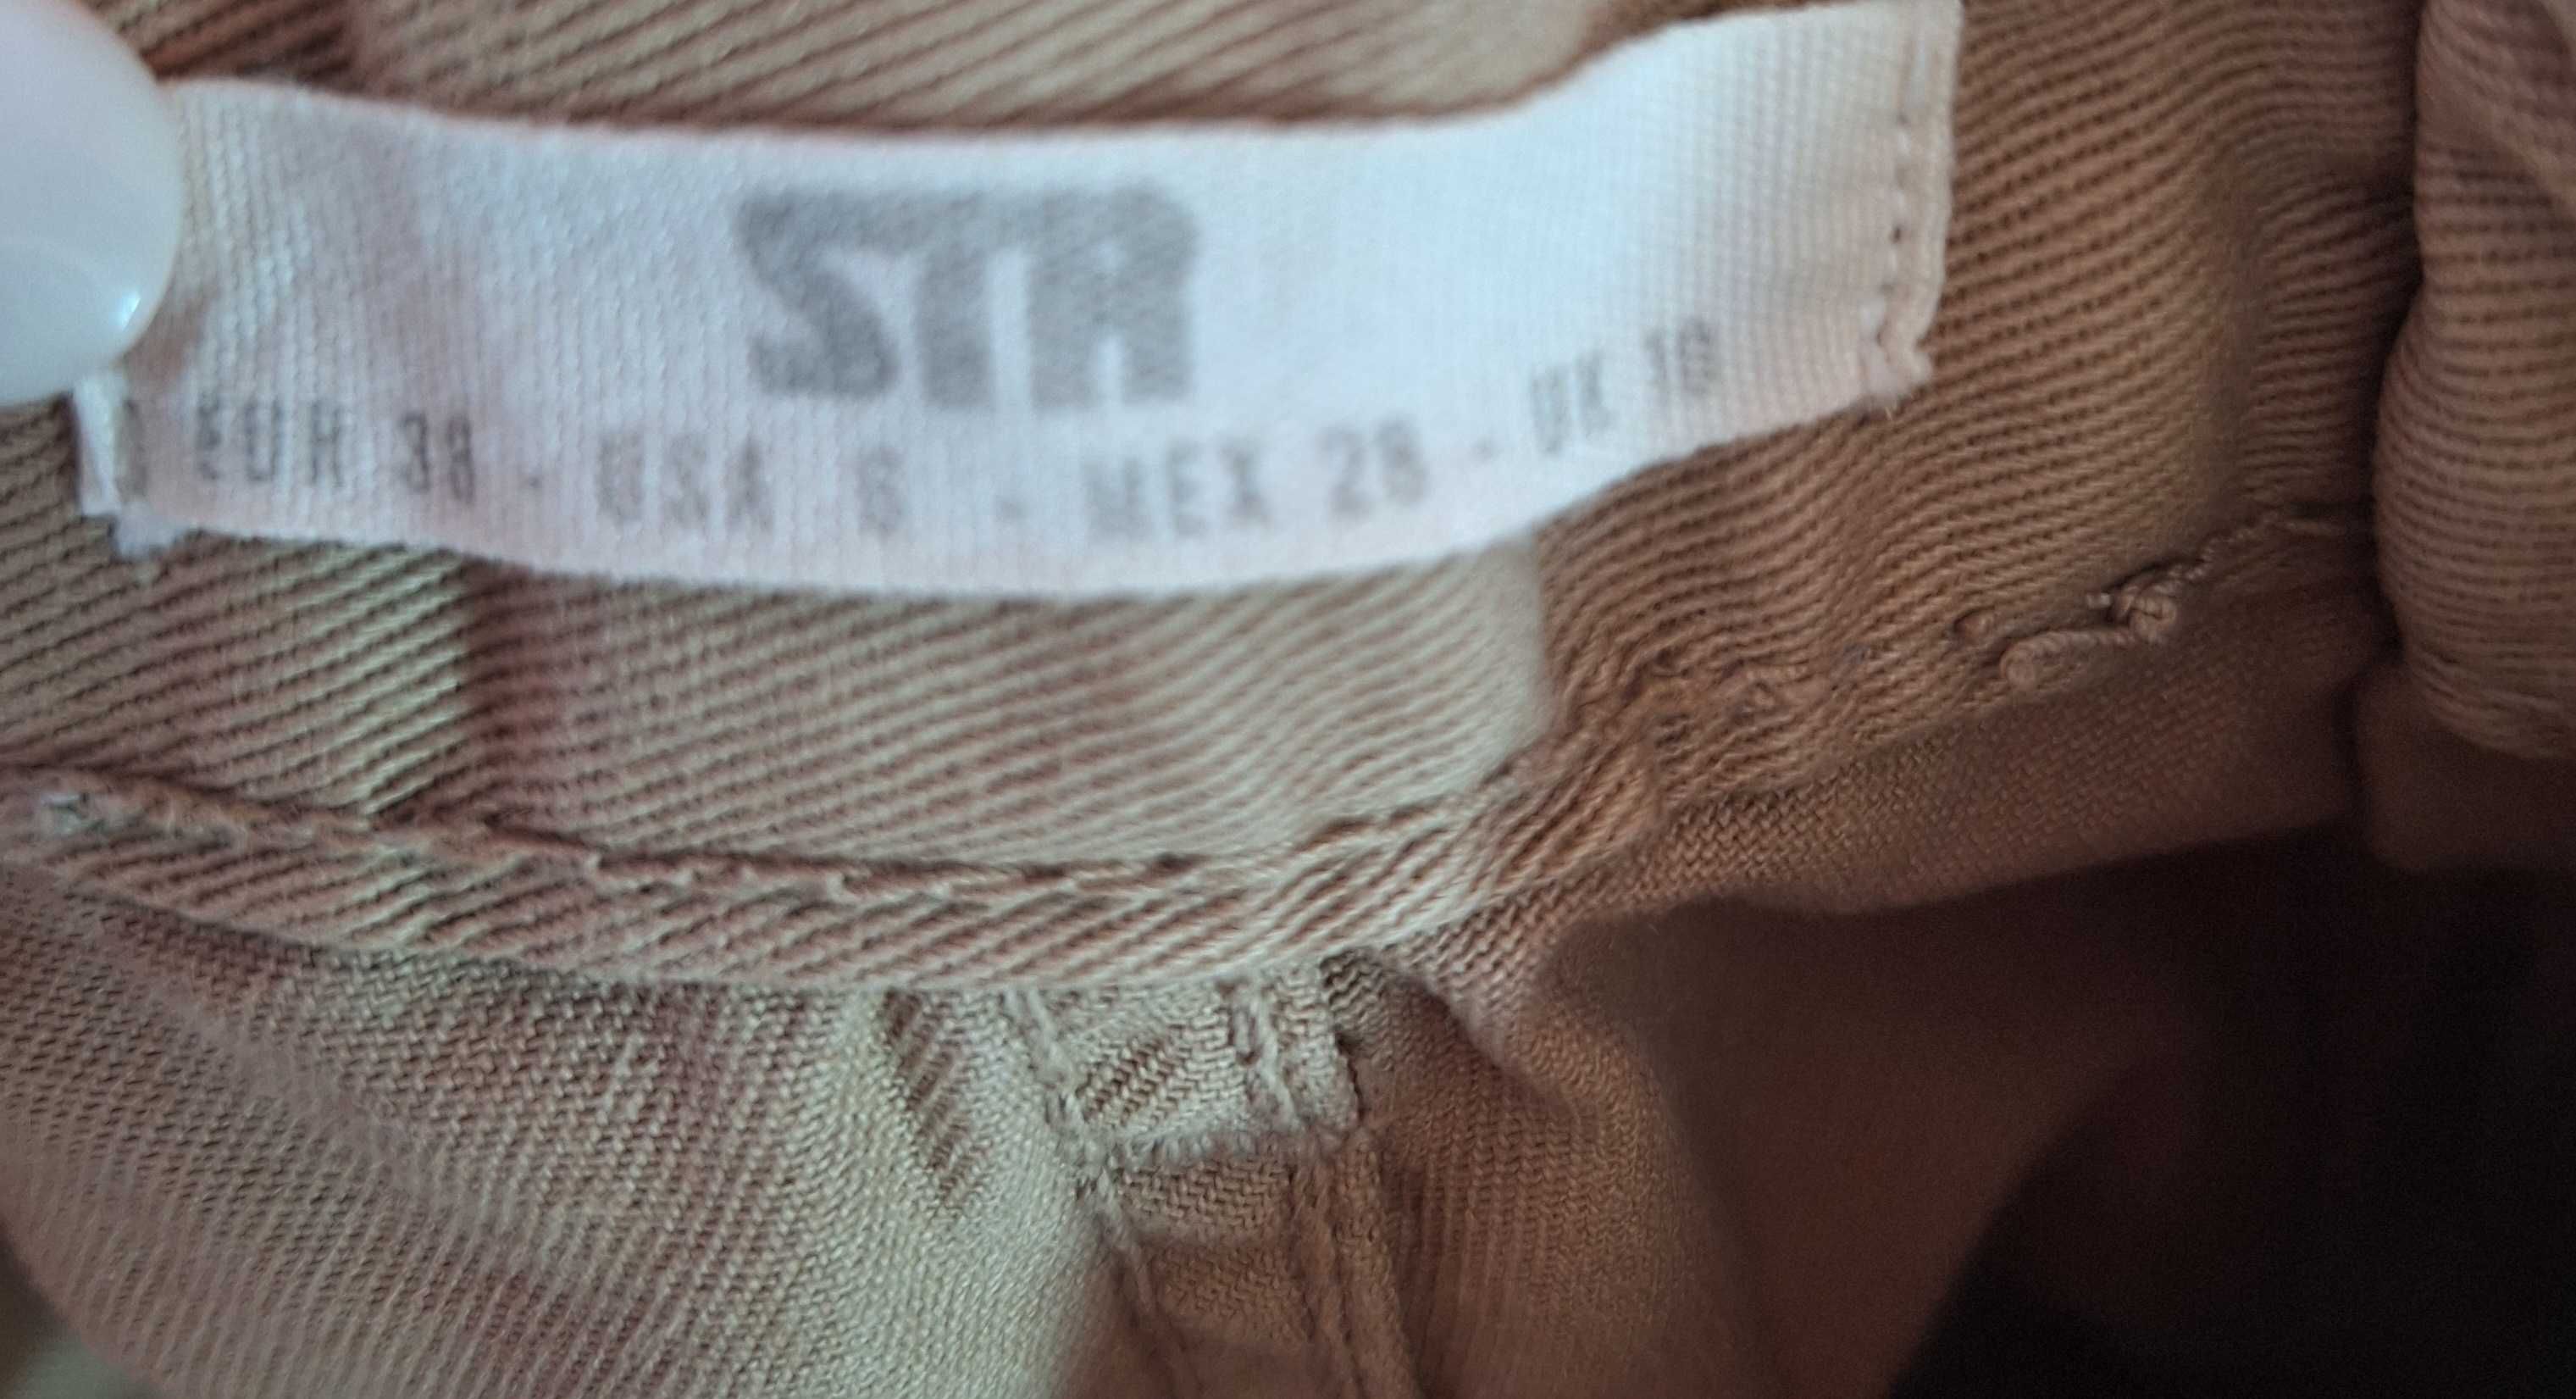 STR
EUR 38 - USA 6 - MEX 28 - UK 10